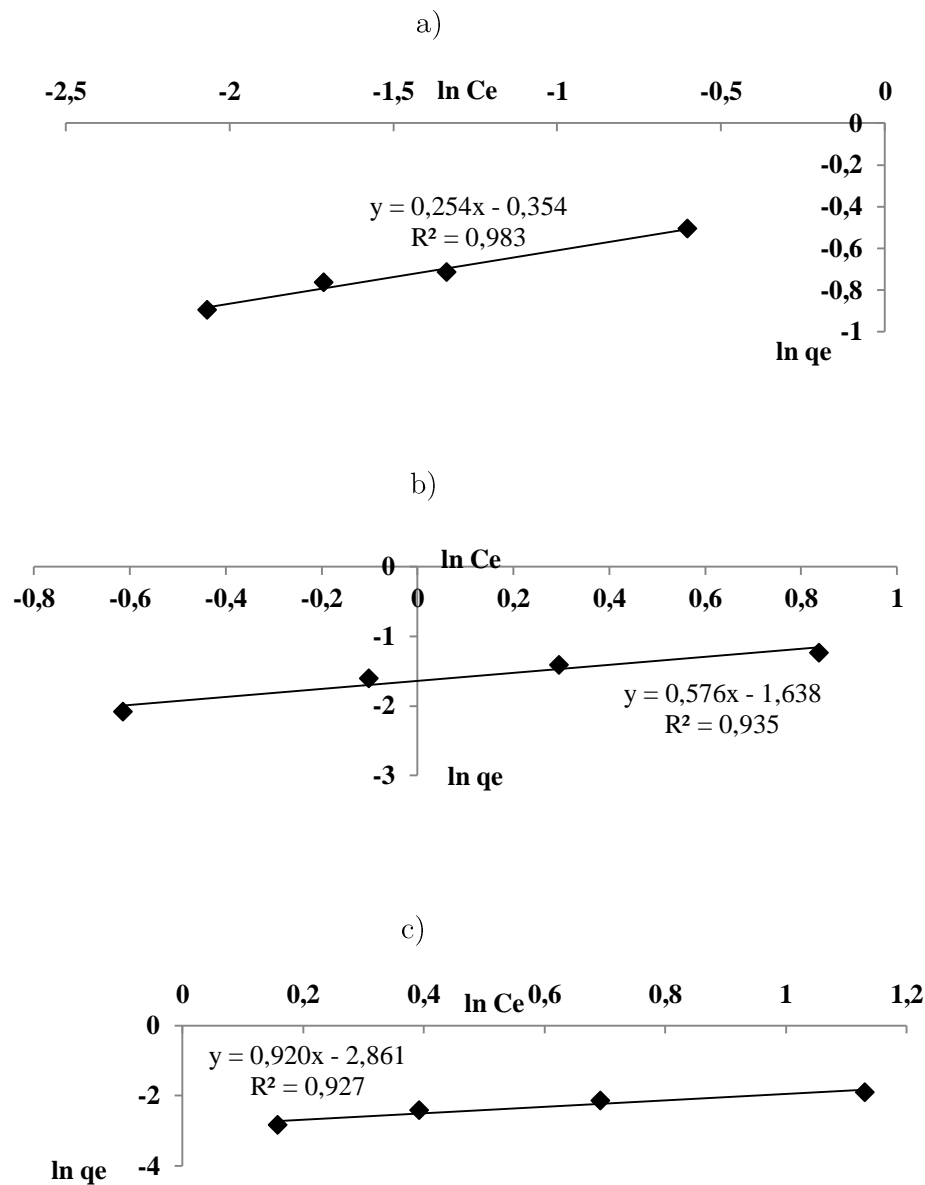 a)
-2,5 -2 -1,5 ln Ce -1 -0,5 0
0
-0,2
y = 0,254x - 0,354
-0,4
R² = 0,983
-0,6
-0,8
-1
ln qe
b)
0 ln Ce
-0,8 -0,6 -0,4 -0,2 0 0,2 0,4 0,6 0,8 1
-1
y = 0,576x - 1,638
-2
R² = 0,935
-3 ln qe
c)
0 0,2 0,4 ln Ce 0,6 0,8 1 1,2
0
y = 0,920x - 2,861
R² = 0,927
-2
ln qe -4